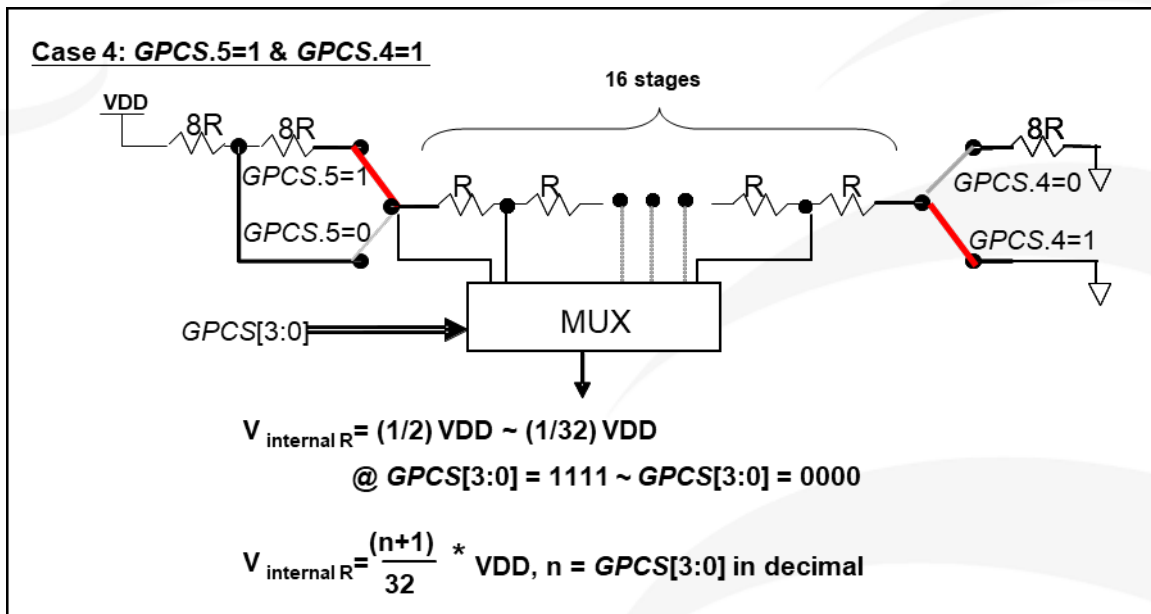 Case 4: GPCS.5=1 & GPCS.4=1
16 stages
VDD
8R
8R
8R
GPCS.5=1
GPCS.4=0
R
R
R
R
GPCS.5=0
GPCS.4=1
MUX
GPCS[3:0]
V internal R= (1/2) VDD ~ (1/32) VDD
@ GPCS[3:0] = 1111 ~ GPCS[3:0] = 0000
V internal R= (n+1)/32 * VDD, n = GPCS[3:0] in decimal